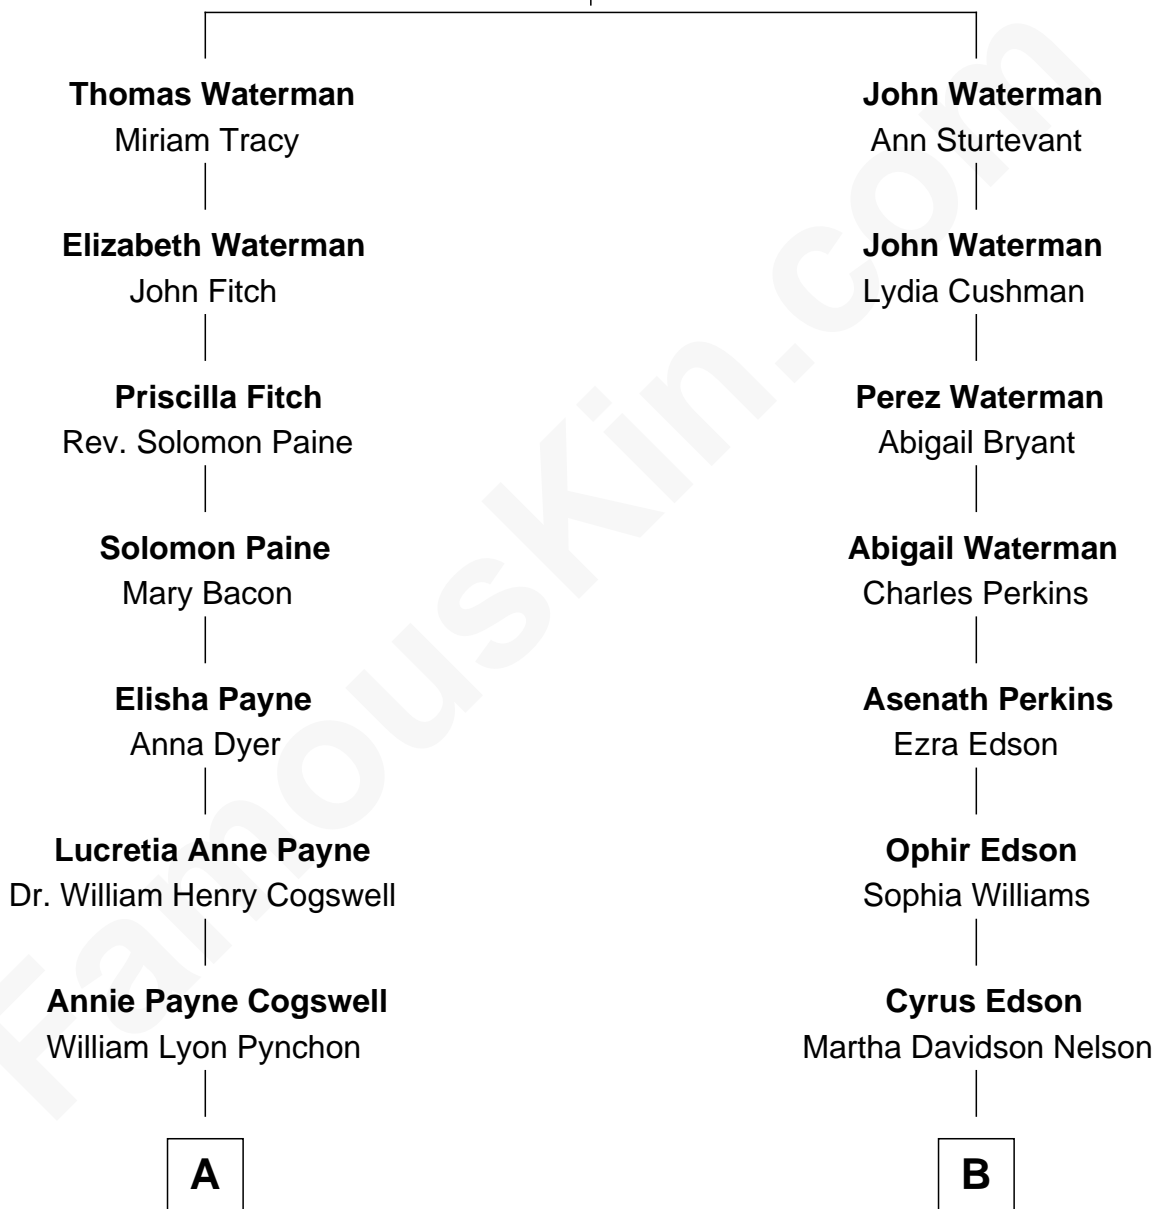 Thomas Waterman
Miriam Tracy
Elizabeth Waterman
John Fitch
Priscilla Fitch
Rev. Solomon Paine
Solomon Paine
Mary Bacon
Elisha Payne
Anna Dyer
Lucretia Anne Payne
Dr. William Henry Cogswell
Annie Payne Cogswell
William Lyon Pynchon
A
John Waterman
Ann Sturtevant
John Waterman
Lydia Cushman
Perez Waterman
Abigail Bryant
Abigail Waterman
Charles Perkins
Asenath Perkins
Ezra Edson
Ophir Edson
Sophia Williams
Cyrus Edson
Martha Davidson Nelson
B
FamousKin.com